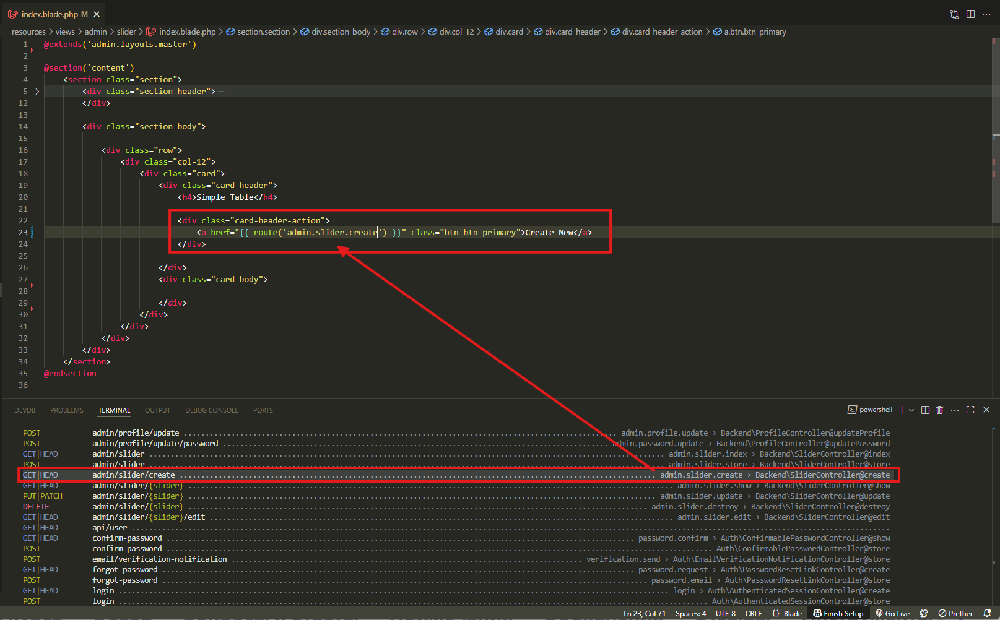 index.blade.php M
resources > views > admin > slider > index.blade.php > section.section > div.section-body > div.row > div.col-12 > div.card > div.card-header > div.card-header-action > a.btn.btn-primary
1 @extends('admin.layouts.master')
2
3 @section('content')
4 <section class="section">
5 <div class="section-header"> ···
12 </div>
13
14 <div class="section-body">
15
16 <div class="row">
17 <div class="col-12">
18 <div class="card">
19 <div class="card-header">
20 <h4>Simple Table</h4>
21
22 <div class="card-header-action">
23 <a href="{{ route('admin.slider.create') }}" class="btn btn-primary">Create New</a>
24 </div>
25
26 </div>
27 <div class="card-body">
28
29 </div>
30 </div>
31 </div>
32 </div>
33 </div>
34 </section>
35 @endsection
36
DEVDB PROBLEMS TERMINAL OUTPUT DEBUG CONSOLE PORTS powershell
POST admin/profile/update ... admin.profile.update › Backend\ProfileController@updateProfile
POST admin/profile/update/password ... admin.password.update › Backend\ProfileController@updatePassword
GET|HEAD admin/slider ... admin.slider.index › Backend\SliderController@index
POST admin/slider ... admin.slider.store › Backend\SliderController@store
GET|HEAD admin/slider/create ... admin.slider.create › Backend\SliderController@create
GET|HEAD admin/slider/{slider} ... admin.slider.show › Backend\SliderController@show
PUT|PATCH admin/slider/{slider} ... admin.slider.update › Backend\SliderController@update
DELETE admin/slider/{slider} ... admin.slider.destroy › Backend\SliderController@destroy
GET|HEAD admin/slider/{slider}/edit ... admin.slider.edit › Backend\SliderController@edit
GET|HEAD api/user ...
GET|HEAD confirm-password ... password.confirm › Auth\ConfirmablePasswordController@show
POST confirm-password ... Auth\ConfirmablePasswordController@store
POST email/verification-notification ... verification.send › Auth\EmailVerificationNotificationController@store
GET|HEAD forgot-password ... password.request › Auth\PasswordResetLinkController@create
POST forgot-password ... password.email › Auth\PasswordResetLinkController@store
GET|HEAD login ... login › Auth\AuthenticatedSessionController@create
POST login ... Auth\AuthenticatedSessionController@store
Ln 23, Col 71 Spaces: 4 UTF-8 CRLF {} Blade Finish Setup Go Live Prettier